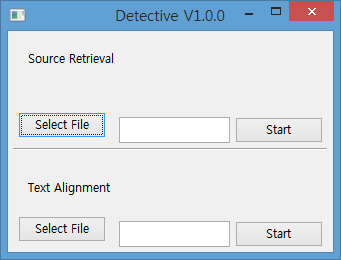 Detective V1.0.0
Source Retrieval
Select File
Start
Text Alignment
Select File
Start